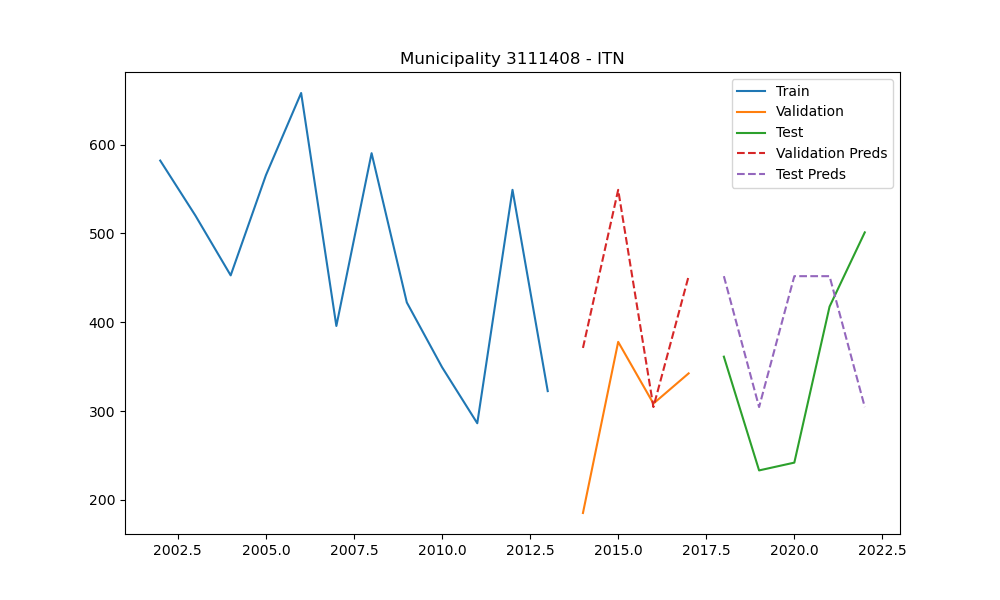 Municipality 3111408 - ITN
Train
Validation
Test
Validation Preds
Test Preds
600
500
400
300
200
2002.5 2005.0 2007.5 2010.0 2012.5 2015.0 2017.5 2020.0 2022.5